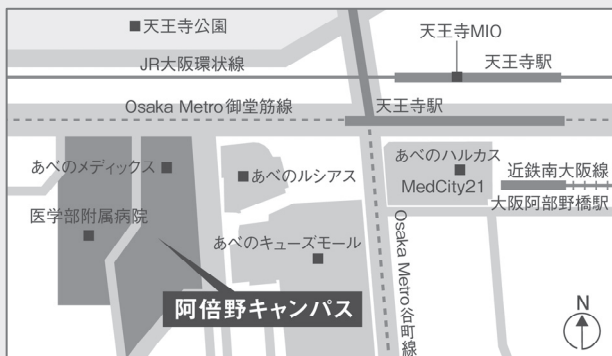 天王寺公園
天王寺MIO
JR大阪環状線
天王寺駅
Osaka Metro御堂筋線
天王寺駅
あべのメディックス
あべのルシアス
あべのハルカス
MedCity21
近鉄南大阪線
大阪阿部野橋駅
医学部附属病院
あべのキューズモール
Osaka Metro谷町線
阿倍野キャンパス
N